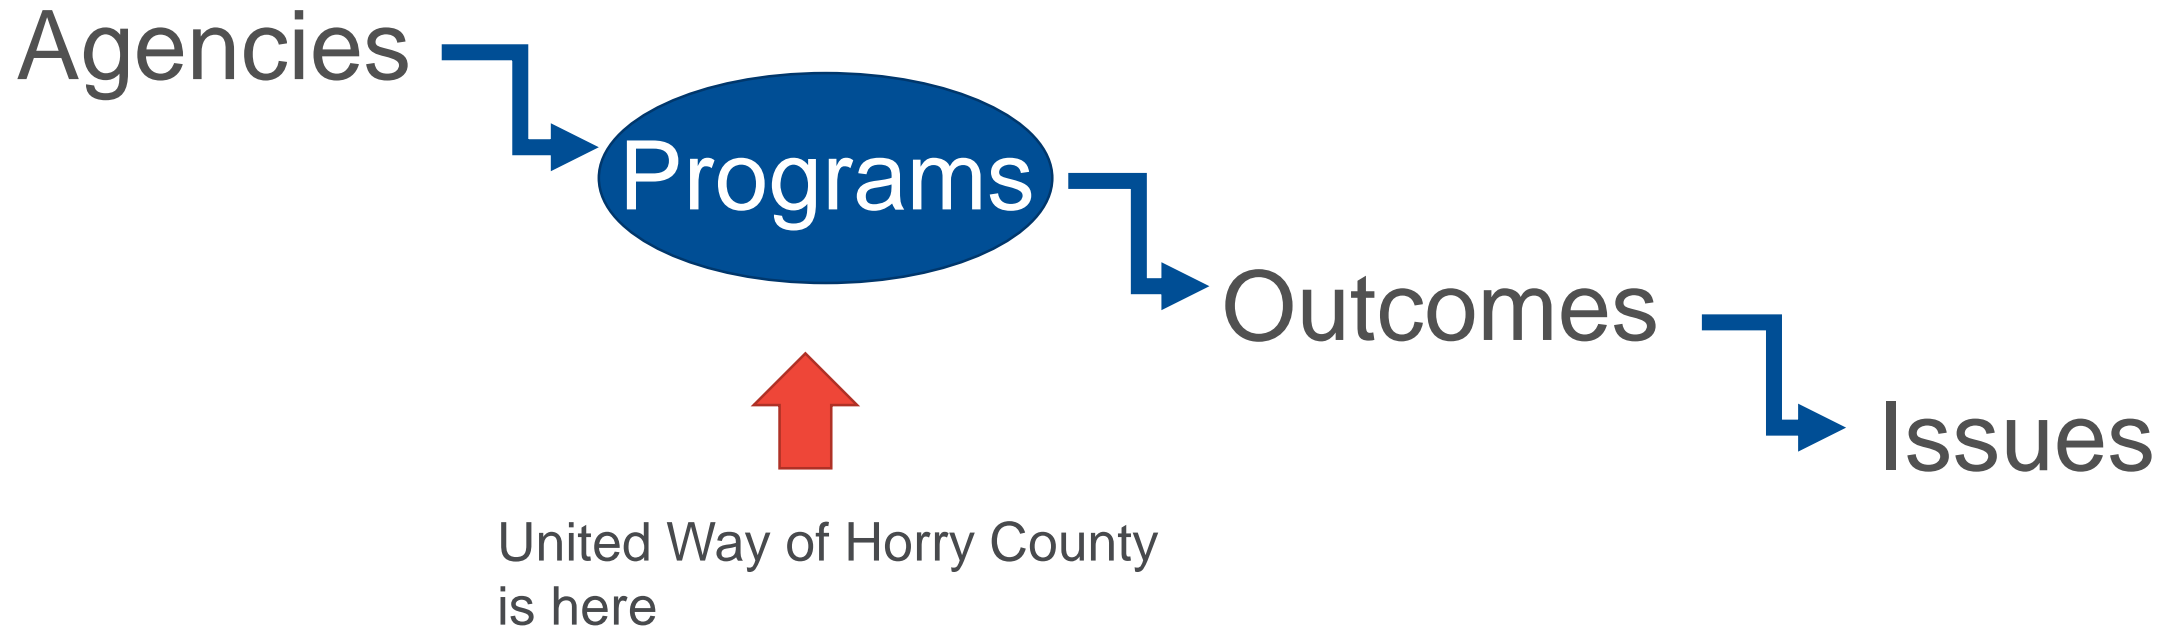 Agencies
Programs
Outcomes
Issues
United Way of Horry County
is here